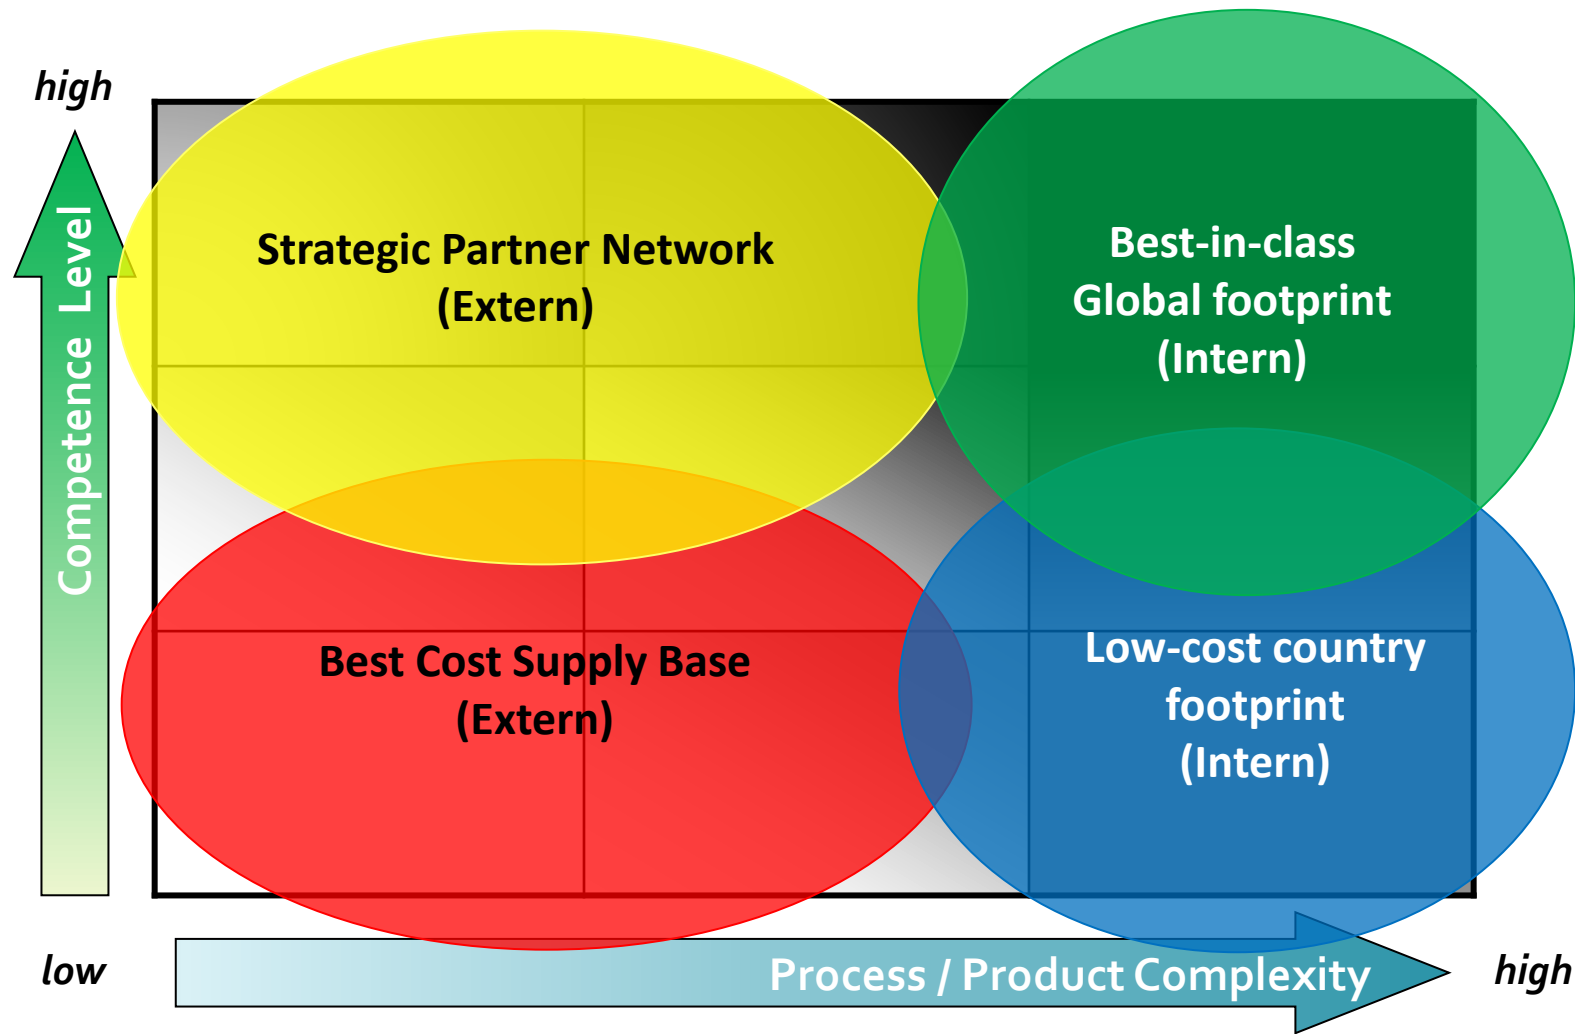 high
Competence Level
Strategic Partner Network
(Extern)
Best-in-class
Global footprint
(Intern)
Best Cost Supply Base
(Extern)
Low-cost country
footprint
(Intern)
low
Process / Product Complexity
high